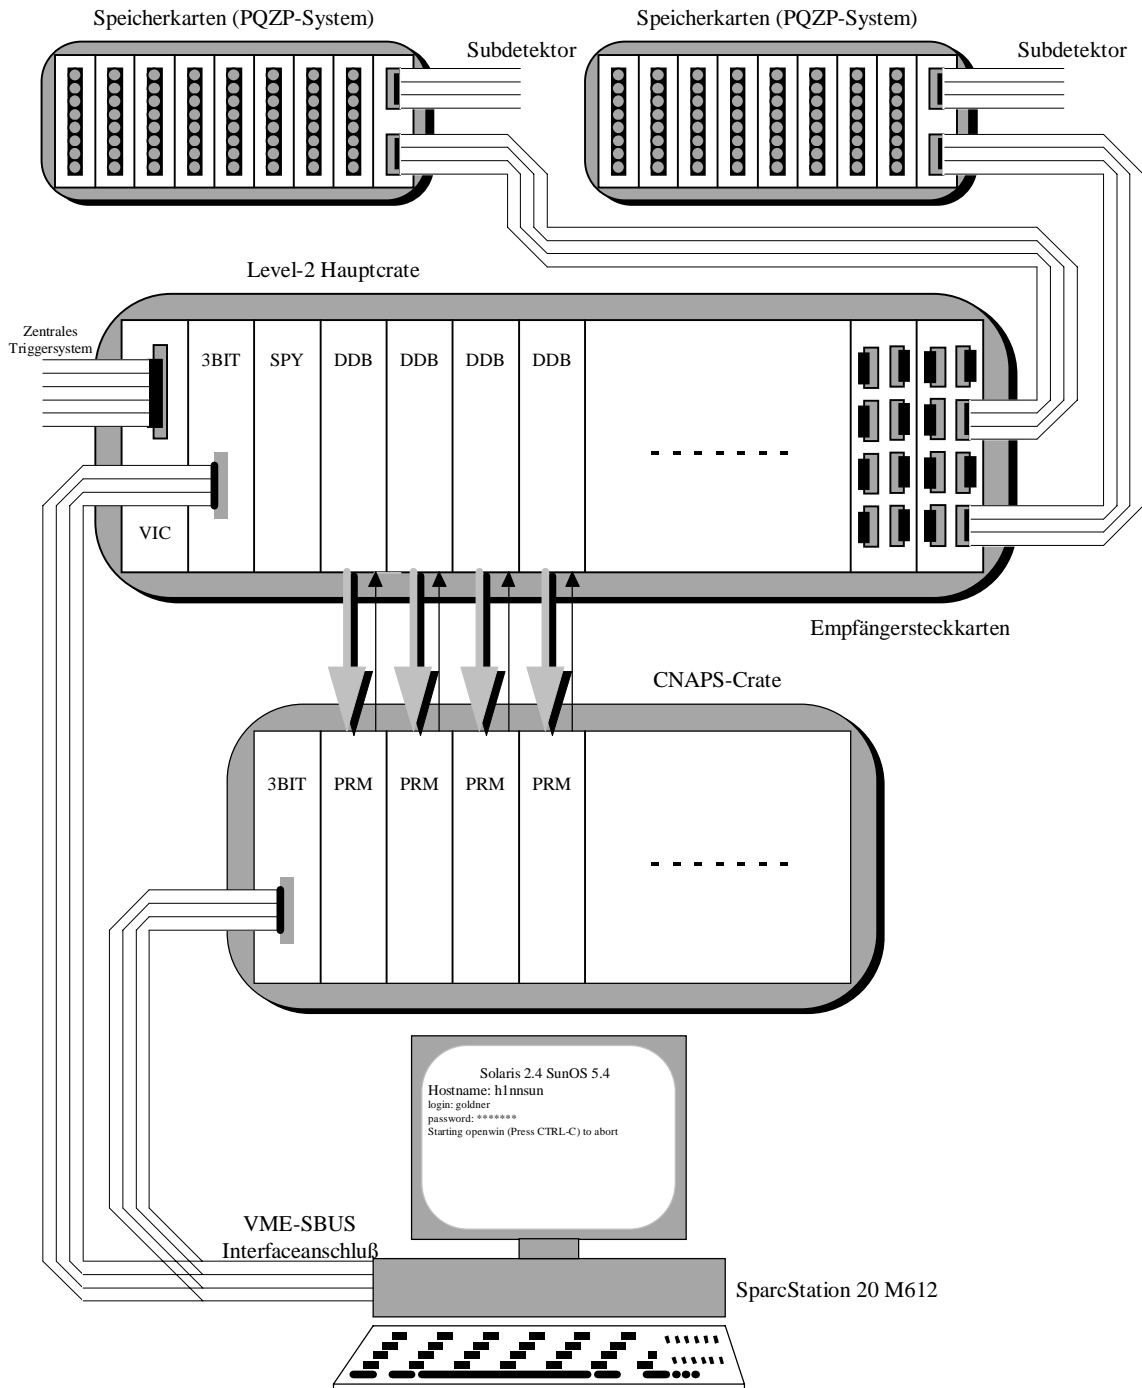 Speicherkarten (PQZP-System)
Speicherkarten (PQZP-System)
Subdetektor
Subdetektor
Level-2 Hauptcrate
Zentrales
Triggersystem
3BIT
SPY
DDB
DDB
DDB
DDB
VIC
Empfängersteckkarten
CNAPS-Crate
3BIT
PRM
PRM
PRM
PRM
Solaris 2.4 SunOS 5.4
Hostname: h1nnsun
login: goldner
password: *******
Starting openwin (Press CTRL-C) to abort
VME-SBUS
Interfaceanschluß
SparcStation 20 M612